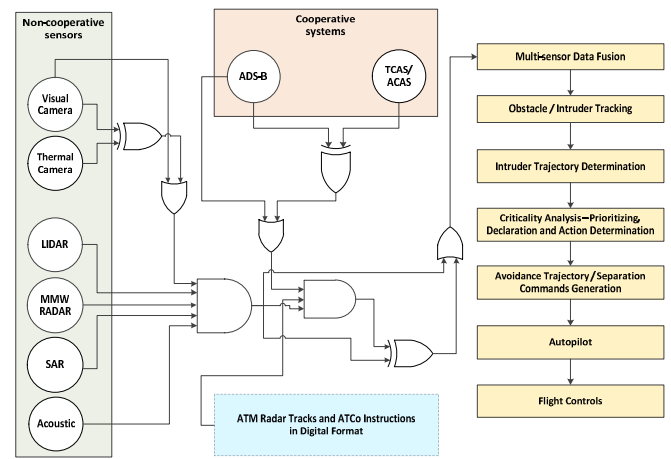 Non-cooperative
sensors
Visual
Camera
Thermal
Camera
LIDAR
MMW
RADAR
SAR
Acoustic
Cooperative
systems
ADS-B
TCAS/
ACAS
ATM Radar Tracks and ATCo Instructions
in Digital Format
Multi-sensor Data Fusion
Obstacle / Intruder Tracking
Intruder Trajectory Determination
Criticality Analysis–Prioritizing,
Declaration and Action Determination
Avoidance Trajectory/Separation
Commands Generation
Autopilot
Flight Controls